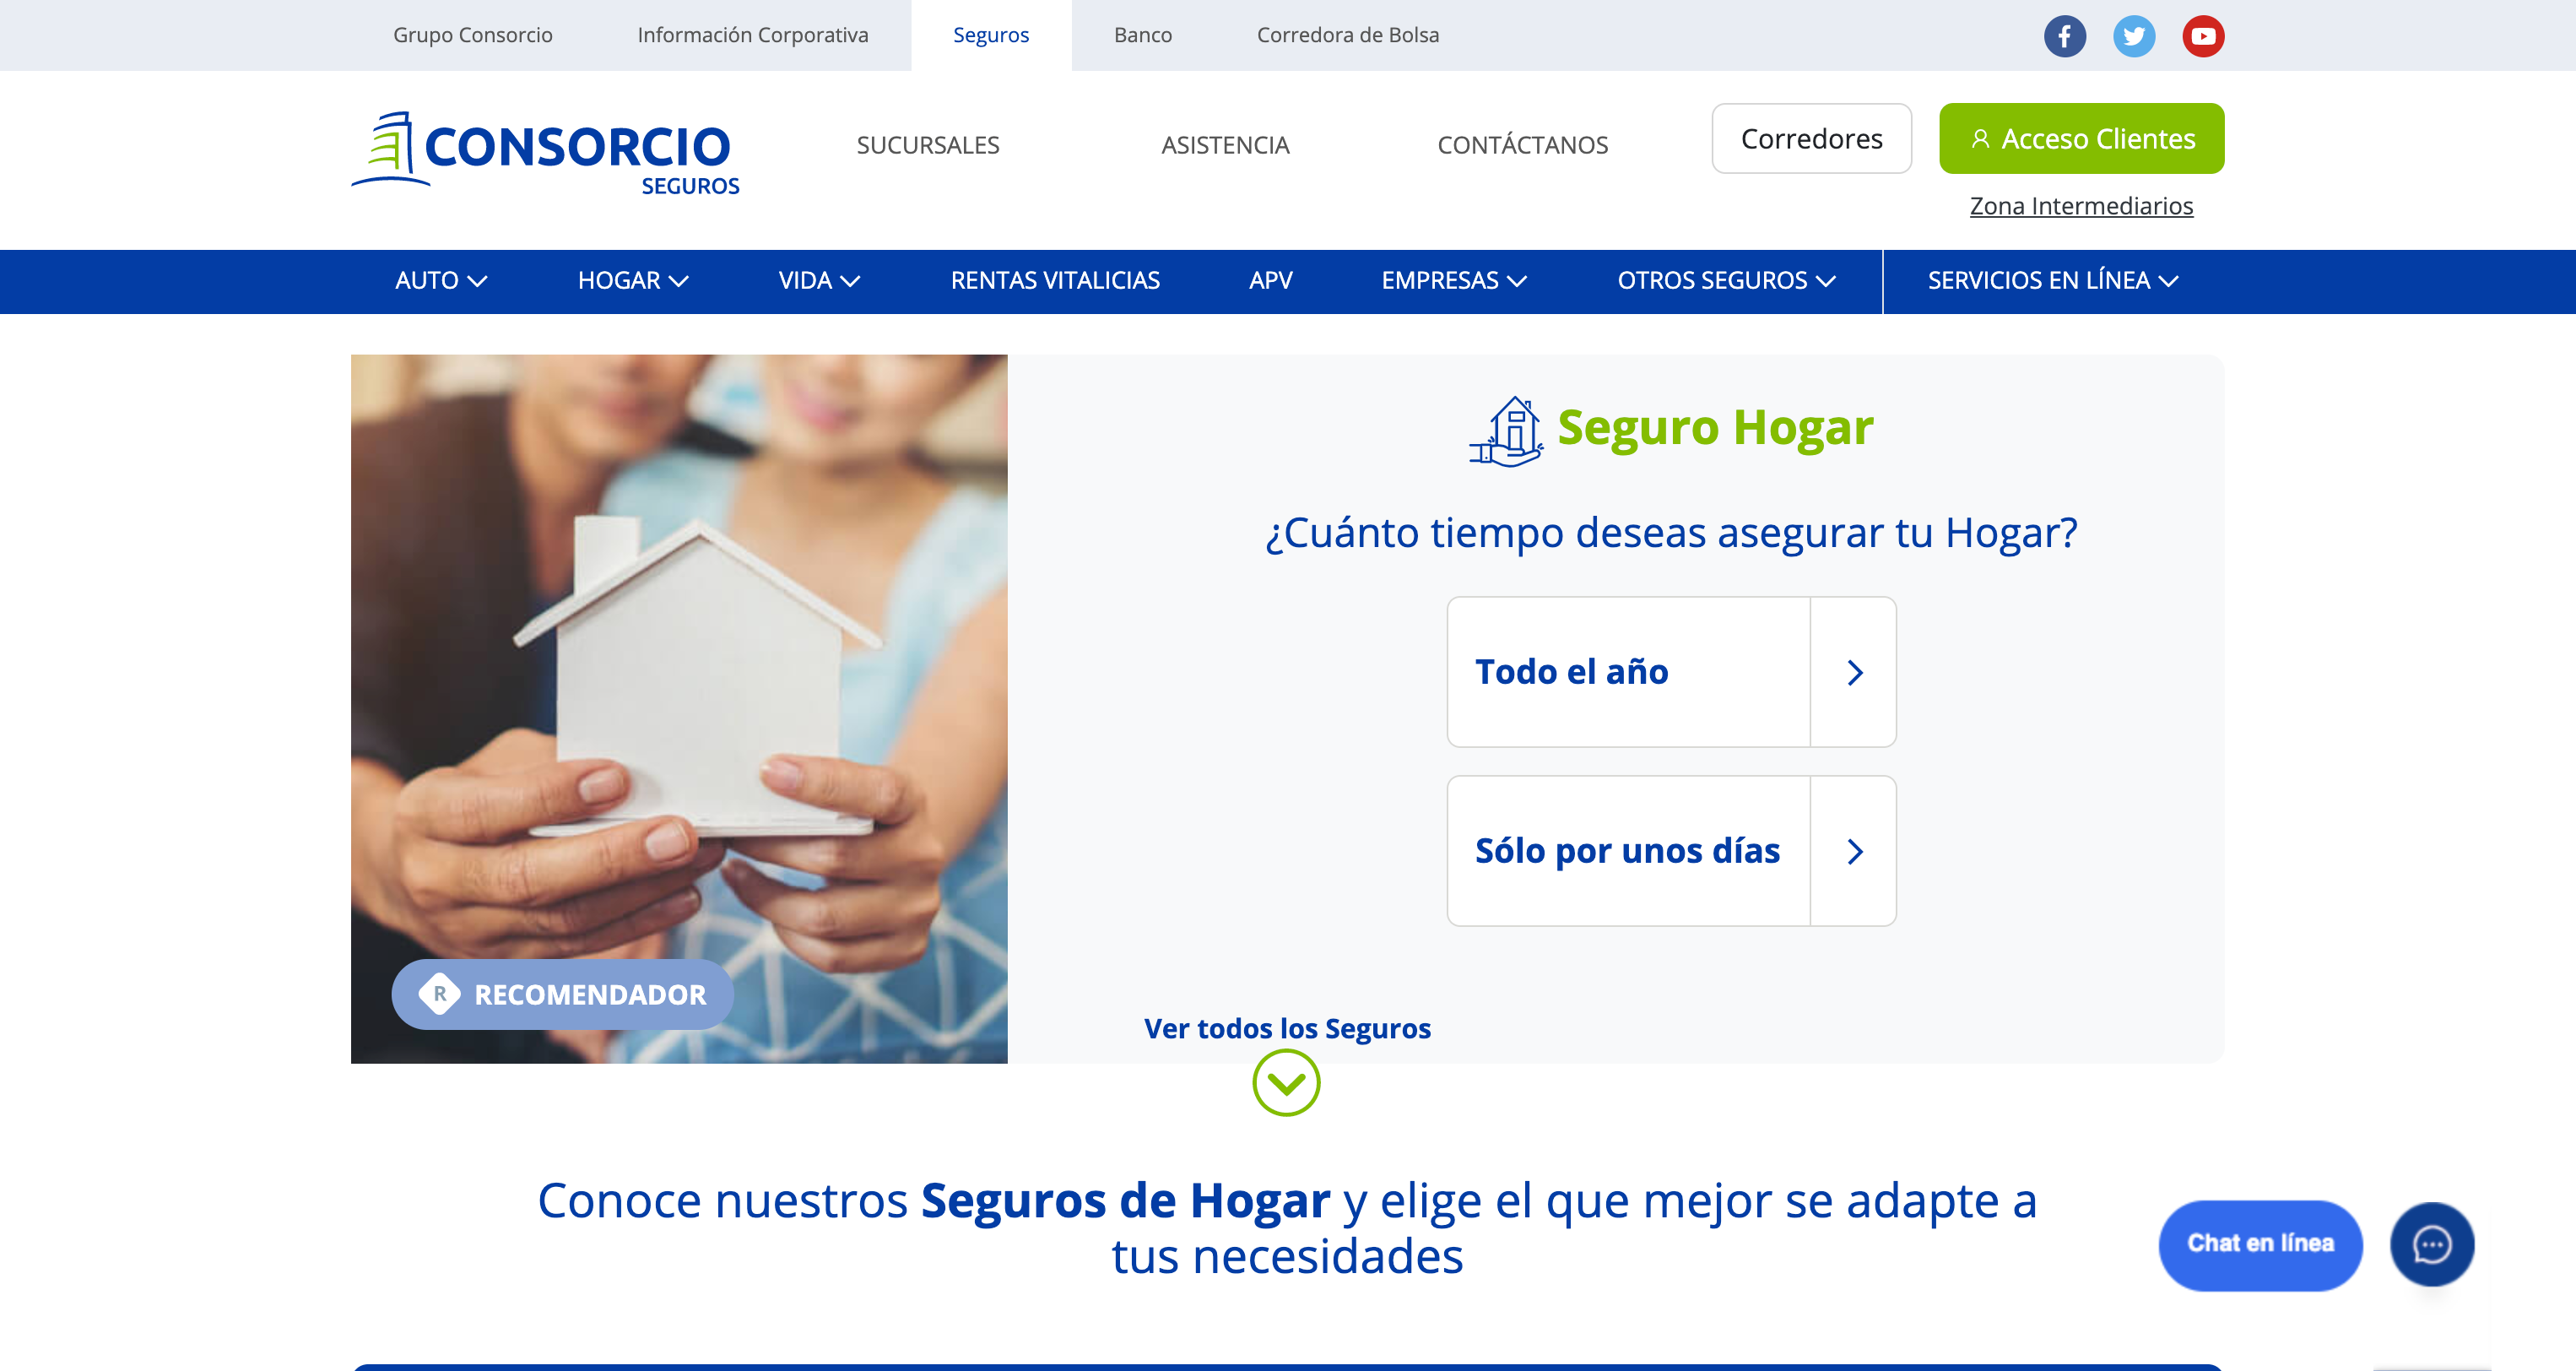 Grupo Consorcio
Información Corporativa
Seguros
Banco
Corredora de Bolsa
CONSORCIO
SEGUROS
SUCURSALES
ASISTENCIA
CONTÁCTANOS
Corredores
Acceso Clientes
Zona Intermediarios
AUTO
HOGAR
VIDA
RENTAS VITALICIAS
APV
EMPRESAS
OTROS SEGUROS
SERVICIOS EN LÍNEA
Seguro Hogar
¿Cuánto tiempo deseas asegurar tu Hogar?
Todo el año
Sólo por unos días
R RECOMENDADOR
Ver todos los Seguros
Conoce nuestros Seguros de Hogar y elige el que mejor se adapte a
tus necesidades
Chat en línea